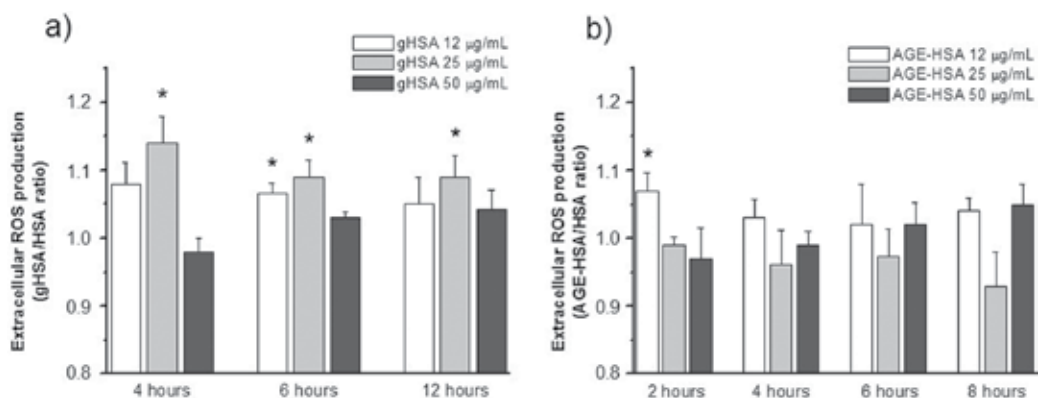 a)
gHSA 12 μg/mL
gHSA 25 μg/mL
gHSA 50 μg/mL
Extracellular ROS production
(gHSA/HSA ratio)
1.2
1.1
1.0
0.9
0.8
*
*
*
*
4 hours
6 hours
12 hours
b)
AGE-HSA 12 μg/mL
AGE-HSA 25 μg/mL
AGE-HSA 50 μg/mL
Extracellular ROS production
(AGE-HSA/HSA ratio)
1.2
1.1
1.0
0.9
0.8
*
2 hours
4 hours
6 hours
8 hours